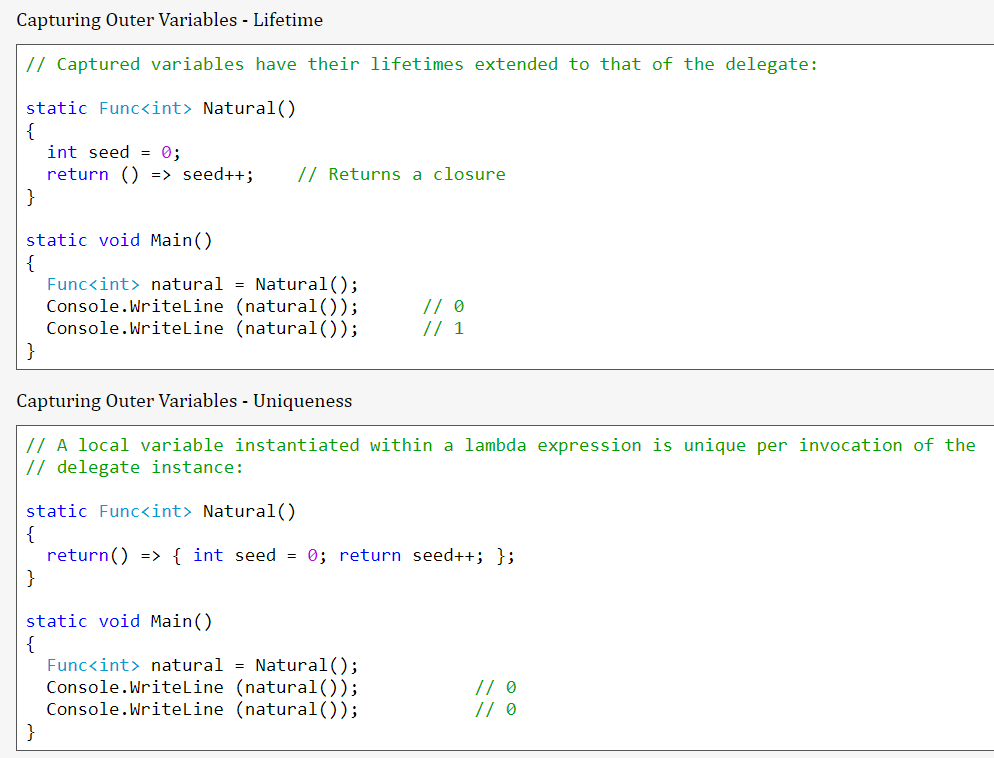 Capturing Outer Variables - Lifetime
// Captured variables have their lifetimes extended to that of the delegate:
static Func<int> Natural()
{
  int seed = 0;
  return () => seed++;    // Returns a closure
}
static void Main()
{
  Func<int> natural = Natural();
  Console.WriteLine (natural());      // 0
  Console.WriteLine (natural());      // 1
}
Capturing Outer Variables - Uniqueness
// A local variable instantiated within a lambda expression is unique per invocation of the
// delegate instance:
static Func<int> Natural()
{
  return() => { int seed = 0; return seed++; };
}
static void Main()
{
  Func<int> natural = Natural();
  Console.WriteLine (natural());           // 0
  Console.WriteLine (natural());           // 0
}